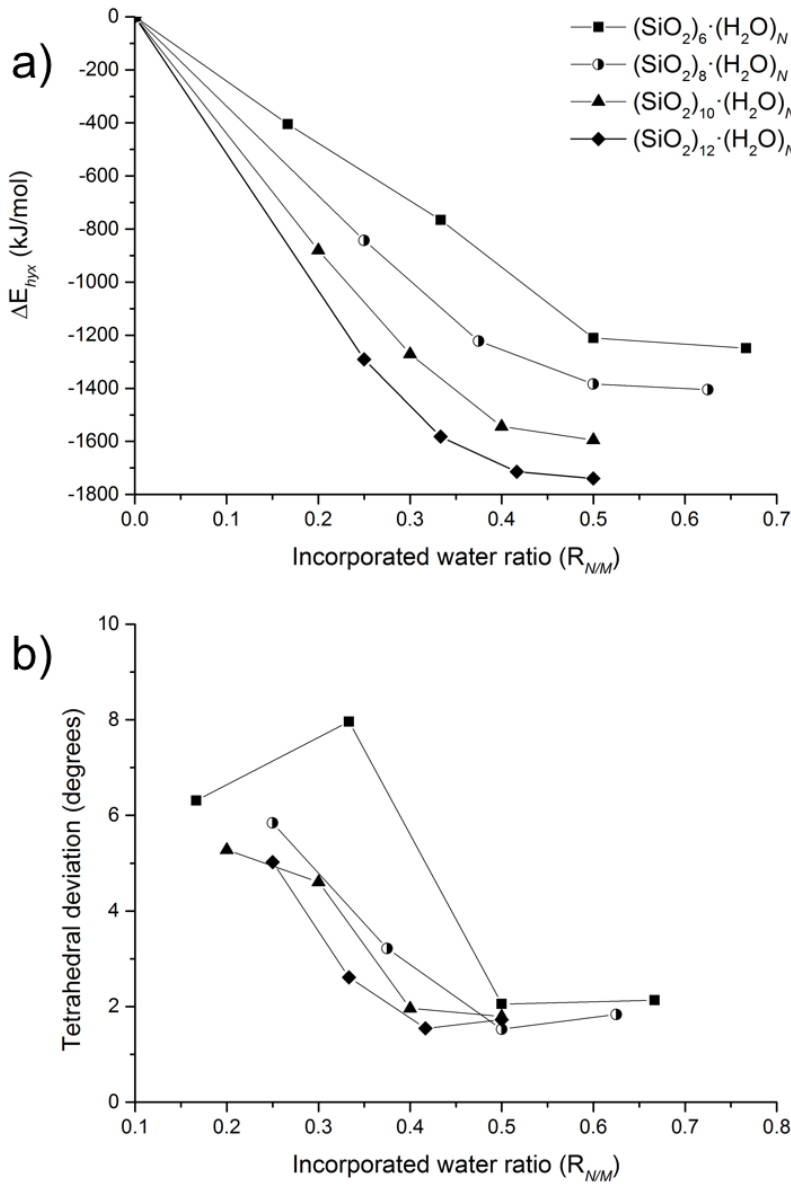 a)
(SiO₂)₆·(H₂O)N
(SiO₂)₈·(H₂O)N
(SiO₂)₁₀·(H₂O)N
(SiO₂)₁₂·(H₂O)N
0
-200
-400
-600
-800
-1000
-1200
-1400
-1600
-1800
ΔEhyx (kJ/mol)
0.0 0.1 0.2 0.3 0.4 0.5 0.6 0.7
Incorporated water ratio (RN/M)
b)
10
8
6
4
2
0
Tetrahedral deviation (degrees)
0.1 0.2 0.3 0.4 0.5 0.6 0.7 0.8
Incorporated water ratio (RN/M)